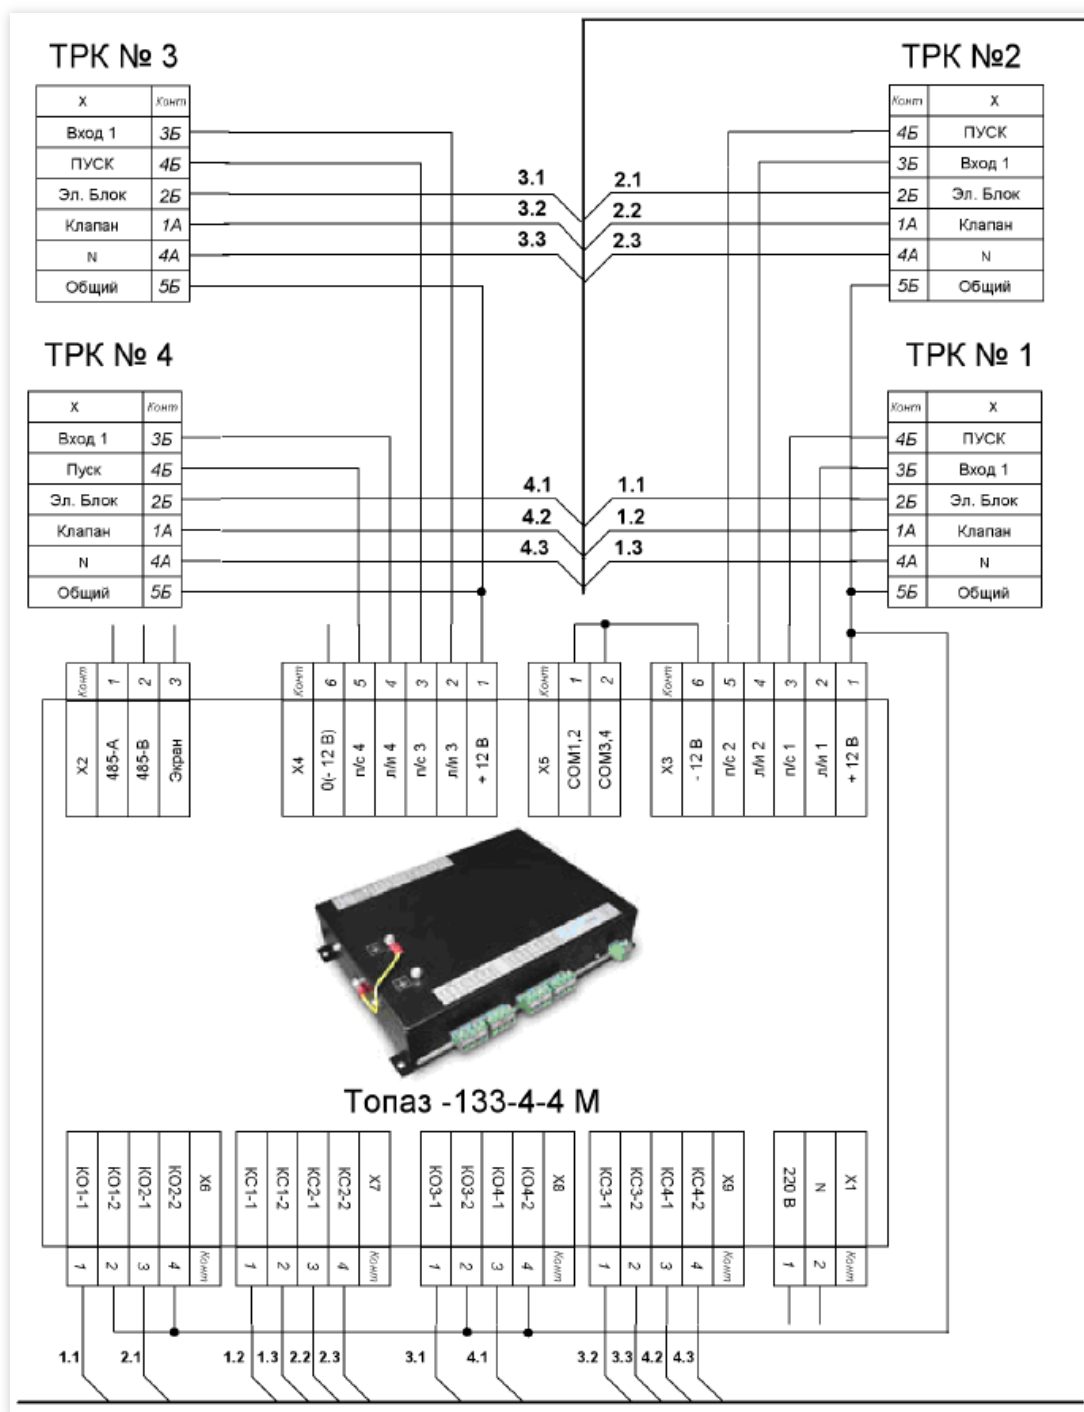 ТРК № 3
X Конт
Вход 1 3Б
ПУСК 4Б
Эл. Блок 2Б
Клапан 1А
N 4А
Общий 5Б
ТРК №2
Конт X
4Б ПУСК
3Б Вход 1
2Б Эл. Блок
1А Клапан
4А N
5Б Общий
3.1 2.1
3.2 2.2
3.3 2.3
ТРК № 4
X Конт
Вход 1 3Б
Пуск 4Б
Эл. Блок 2Б
Клапан 1А
N 4А
Общий 5Б
ТРК № 1
Конт X
4Б ПУСК
3Б Вход 1
2Б Эл. Блок
1А Клапан
4А N
5Б Общий
4.1 1.1
4.2 1.2
4.3 1.3
Конт 1 2 3
X2 485-А 485-В Экран
Конт 6 5 4 3 2 1
X4 0(- 12 В) п/с 4 л/и 4 п/с 3 л/и 3 + 12 В
Конт 1 2
X5 COM1,2 COM3,4
Конт 6 5 4 3 2 1
X3 - 12 В п/с 2 л/и 2 п/с 1 л/и 1 + 12 В
Топаз -133-4-4 М
КО1-1 КО1-2 КО2-1 КО2-2 X6
1 2 3 4 Конт
КС1-1 КС1-2 КС2-1 КС2-2 X7
1 2 3 4 Конт
КО3-1 КО3-2 КО4-1 КО4-2 X8
1 2 3 4 Конт
КС3-1 КС3-2 КС4-1 КС4-2 X9
1 2 3 4 Конт
220 В N X1
1 2 Конт
1.1 2.1 1.2 1.3 2.2 2.3 3.1 4.1 3.2 3.3 4.2 4.3